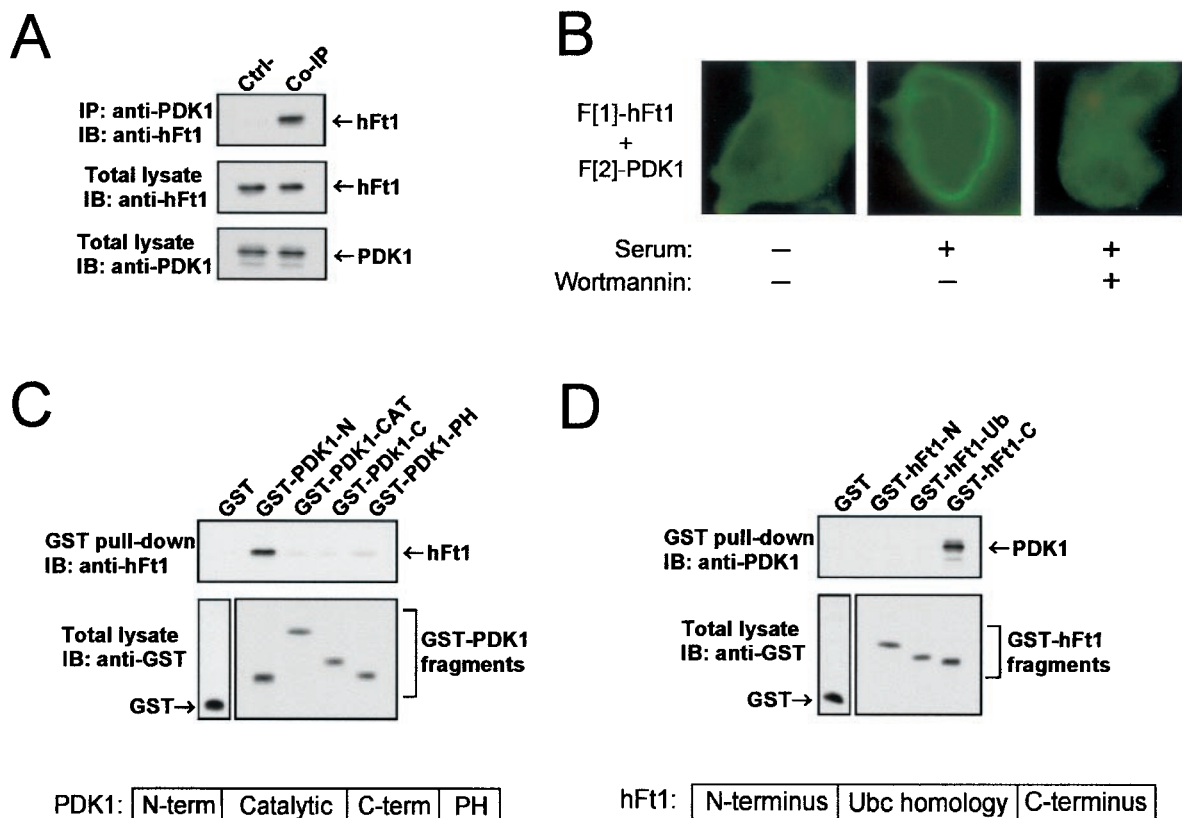 A
Ctrl-
Co-IP
IP: anti-PDK1
IB: anti-hFt1
←hFt1
Total lysate
IB: anti-hFt1
←hFt1
Total lysate
IB: anti-PDK1
←PDK1
B
F[1]-hFt1
+
F[2]-PDK1
Serum: – + +
Wortmannin: – – +
C
GST
GST-PDK1-N
GST-PDK1-CAT
GST-PDk1-C
GST-PDK1-PH
GST pull-down
IB: anti-hFt1
←hFt1
Total lysate
IB: anti-GST
GST-PDK1
fragments
GST→
PDK1: N-term Catalytic C-term PH
D
GST
GST-hFt1-N
GST-hFt1-Ub
GST-hFt1-C
GST pull-down
IB: anti-PDK1
←PDK1
Total lysate
IB: anti-GST
GST-hFt1
fragments
GST→
hFt1: N-terminus Ubc homology C-terminus